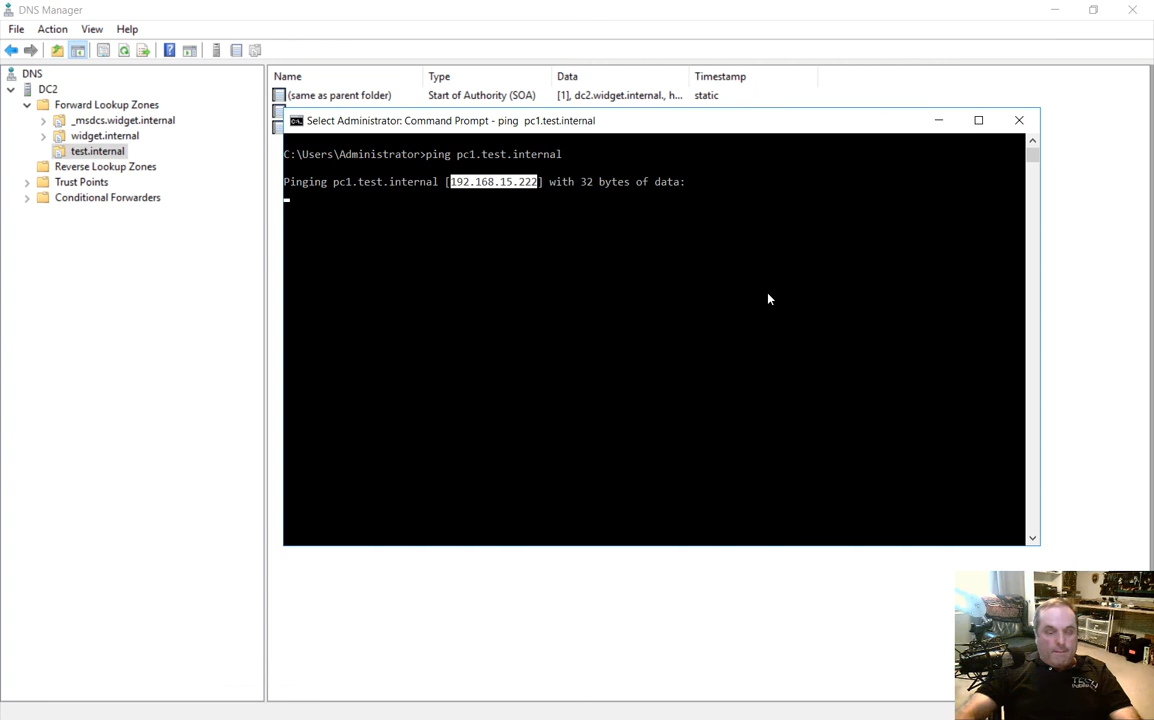 DNS Manager
File Action View Help
DNS
DC2
Forward Lookup Zones
_msdcs.widget.internal
widget.internal
test.internal
Reverse Lookup Zones
Trust Points
Conditional Forwarders
Name Type Data Timestamp
(same as parent folder) Start of Authority (SOA) [1], dc2.widget.internal., h... static
Select Administrator: Command Prompt - ping pc1.test.internal
C:\Users\Administrator>ping pc1.test.internal
Pinging pc1.test.internal [192.168.15.222] with 32 bytes of data: